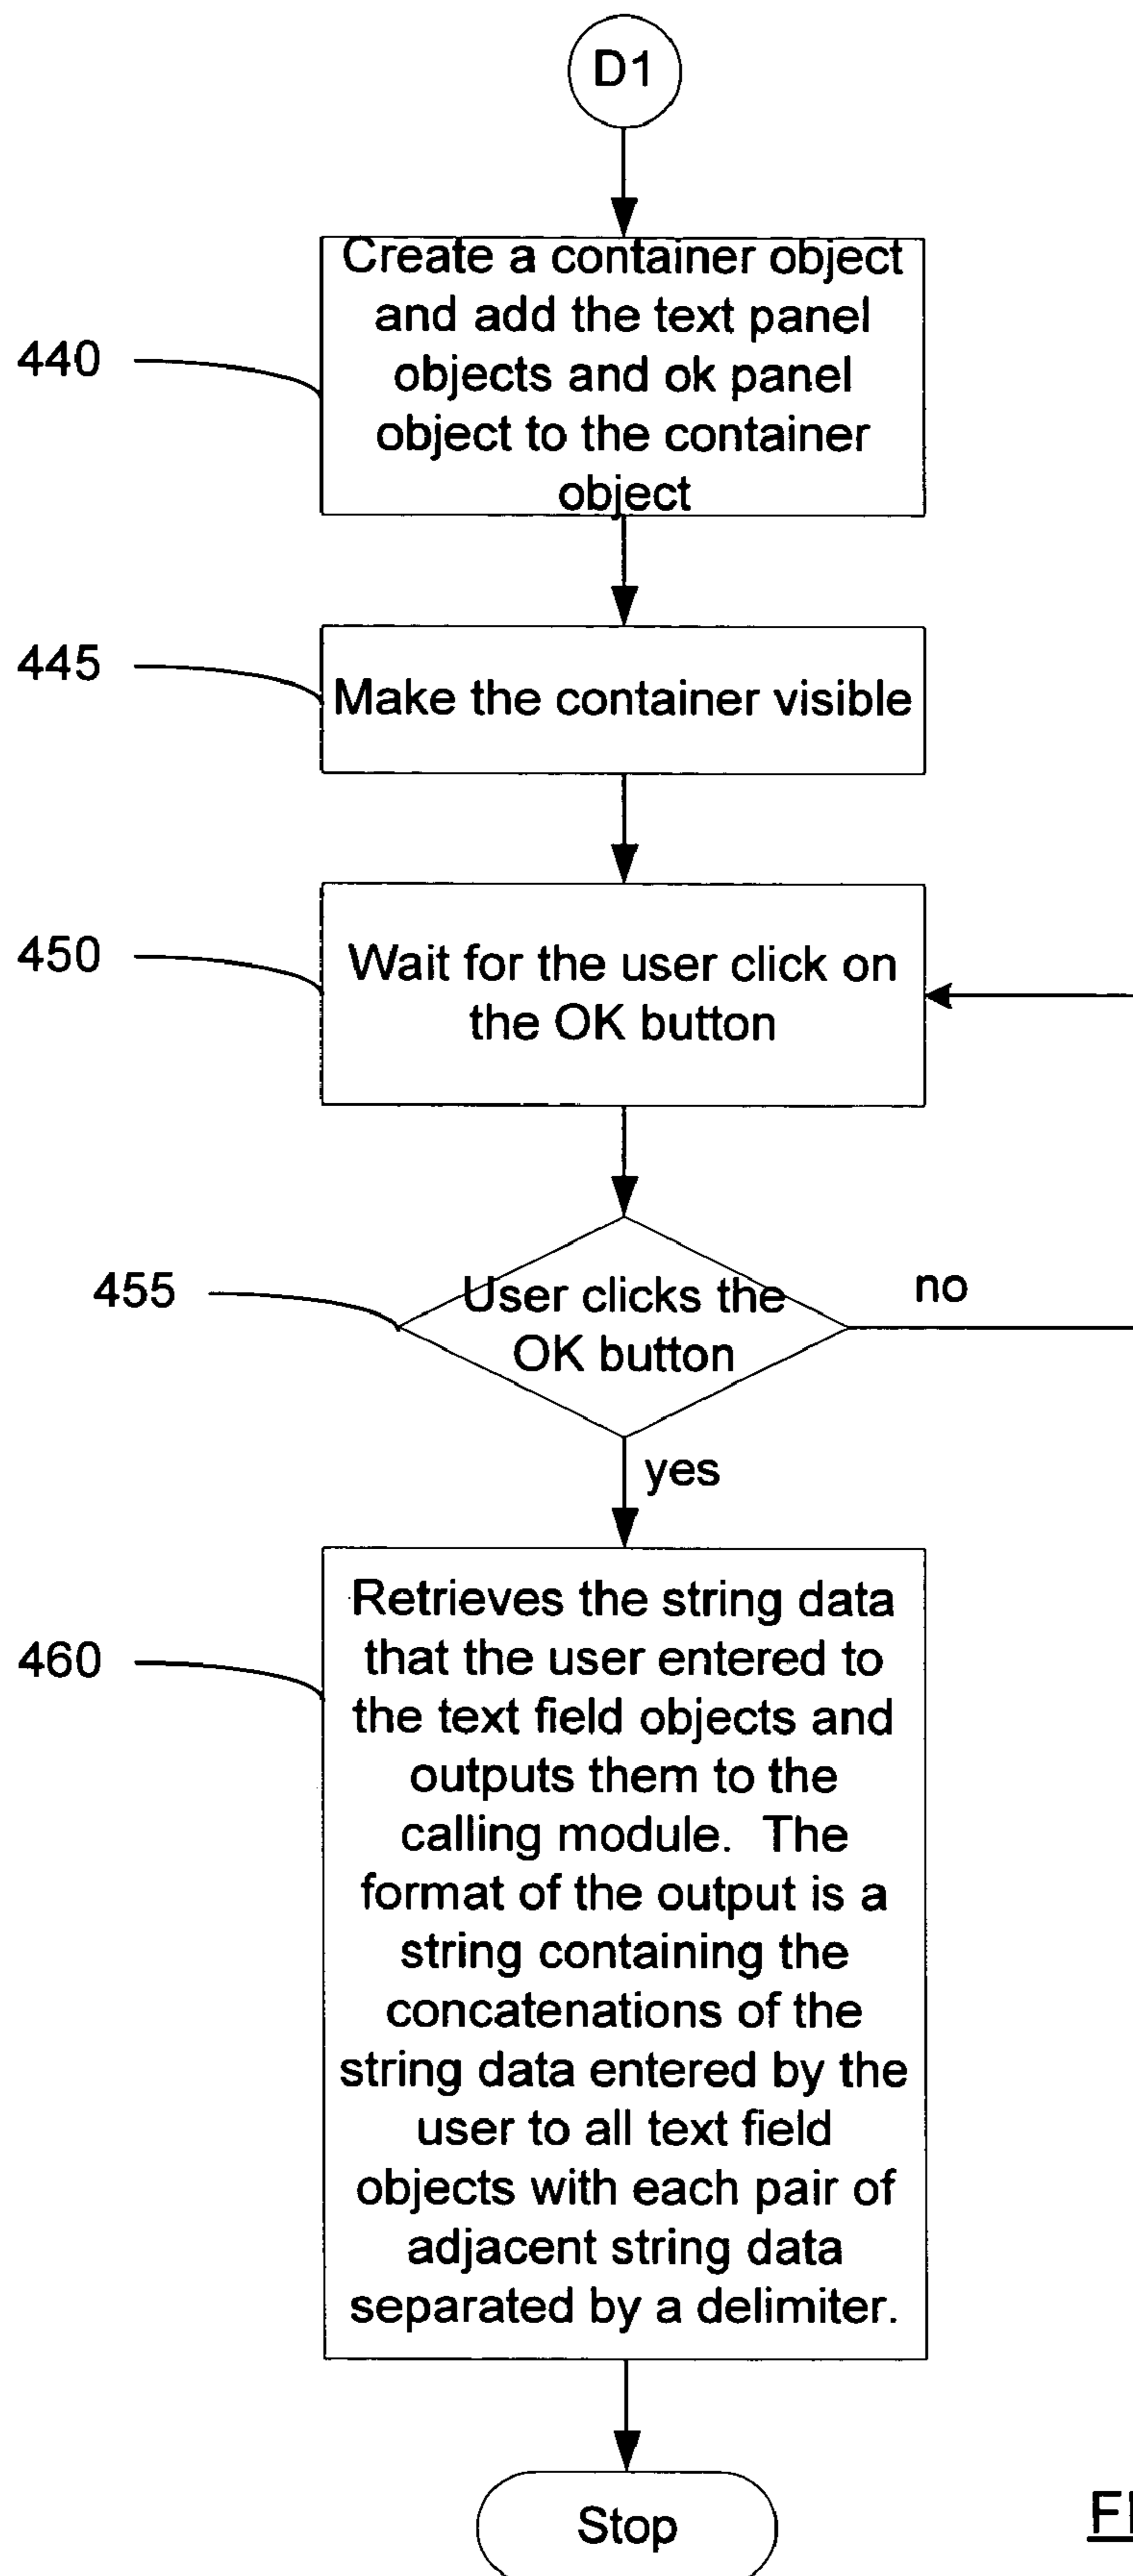 D1
440
Create a container object
and add the text panel
objects and ok panel
object to the container
object
445
Make the container visible
450
Wait for the user click on
the OK button
455
User clicks the
OK button
no
yes
460
Retrieves the string data
that the user entered to
the text field objects and
outputs them to the
calling module. The
format of the output is a
string containing the
concatenations of the
string data entered by the
user to all text field
objects with each pair of
adjacent string data
separated by a delimiter.
Stop